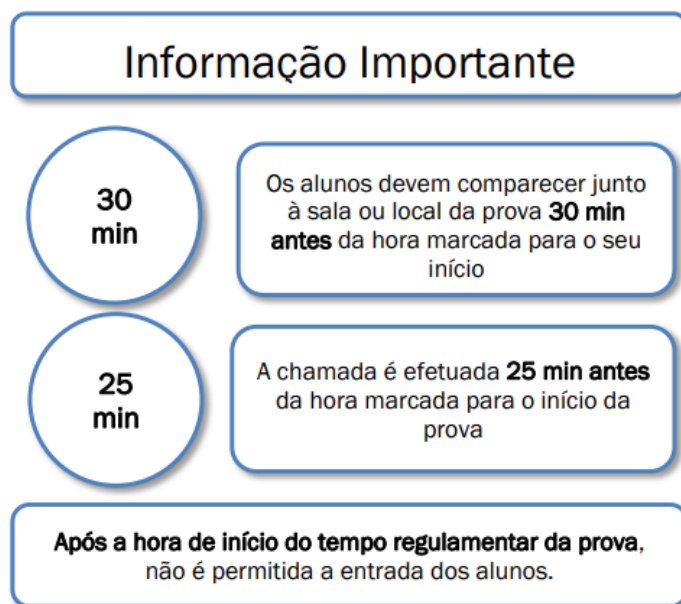 Informação Importante
30
min
Os alunos devem comparecer junto
à sala ou local da prova 30 min
antes da hora marcada para o seu
início
25
min
A chamada é efetuada 25 min antes
da hora marcada para o início da
prova
Após a hora de início do tempo regulamentar da prova,
não é permitida a entrada dos alunos.